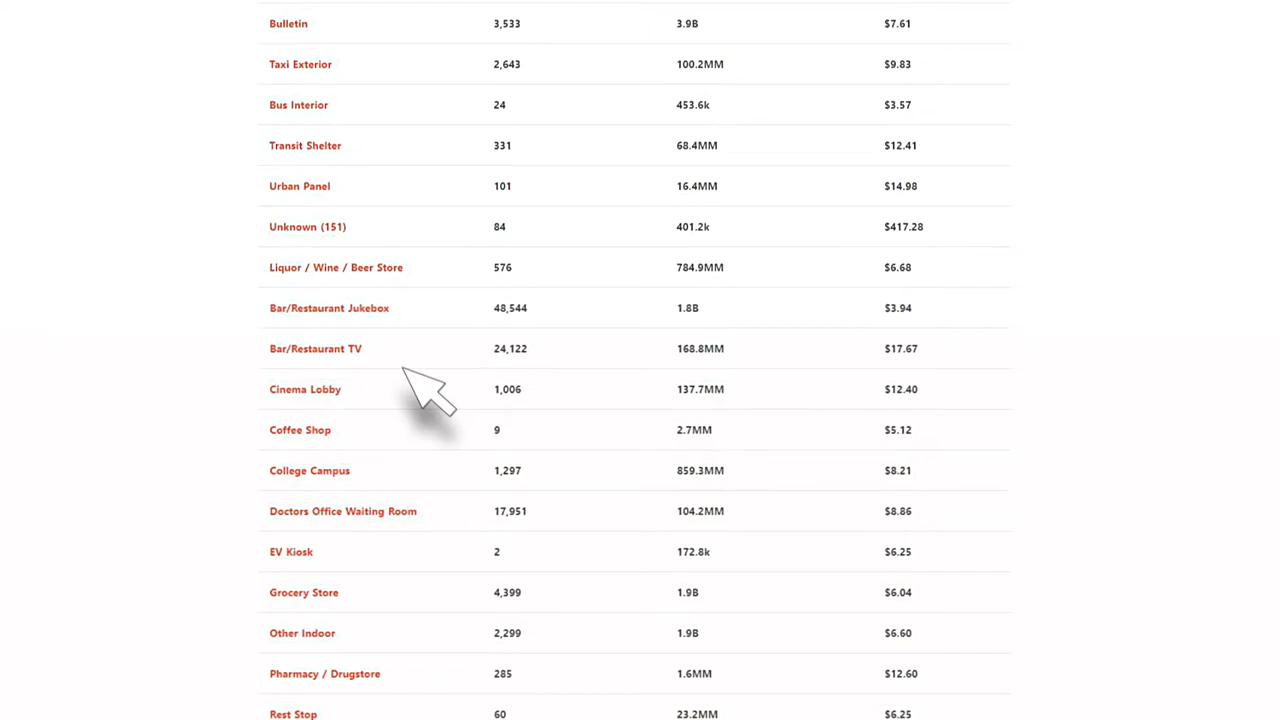 Bulletin 3,533 3.9B $7.61
Taxi Exterior 2,643 100.2MM $9.83
Bus Interior 24 453.6k $3.57
Transit Shelter 331 68.4MM $12.41
Urban Panel 101 16.4MM $14.98
Unknown (151) 84 401.2k $417.28
Liquor / Wine / Beer Store 576 784.9MM $6.68
Bar/Restaurant Jukebox 48,544 1.8B $3.94
Bar/Restaurant TV 24,122 168.8MM $17.67
Cinema Lobby 1,006 137.7MM $12.40
Coffee Shop 9 2.7MM $5.12
College Campus 1,297 859.3MM $8.21
Doctors Office Waiting Room 17,951 104.2MM $8.86
EV Kiosk 2 172.8k $6.25
Grocery Store 4,399 1.9B $6.04
Other Indoor 2,299 1.9B $6.60
Pharmacy / Drugstore 285 1.6MM $12.60
Rest Stop 60 23.2MM $6.25